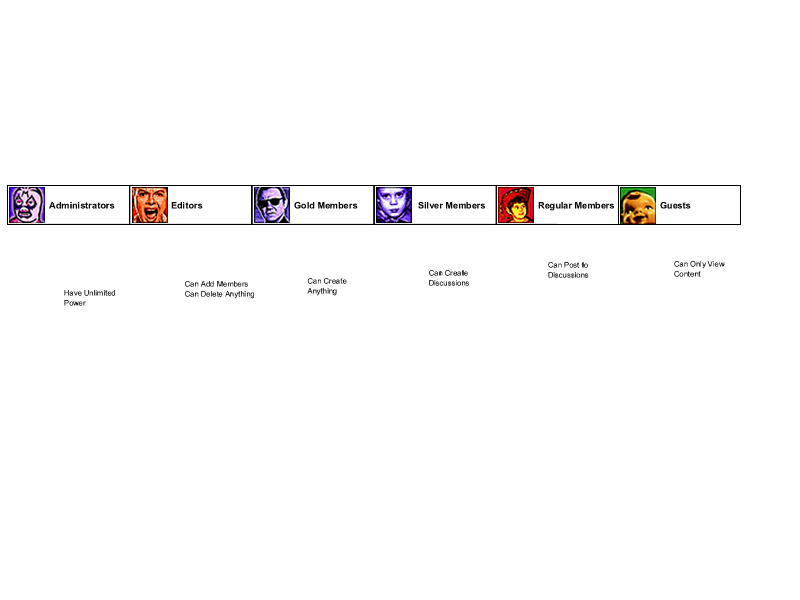 Administrators
Editors
Gold Members
Silver Members
Regular Members
Guests
Have Unlimited
Power
Can Add Members
Can Delete Anything
Can Create
Anything
Can Create
Discussions
Can Post to
Discussions
Can Only View
Content